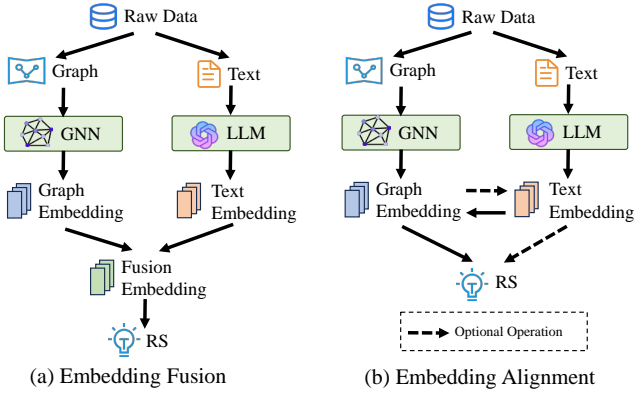 Raw Data
Graph
Text
GNN
LLM
Graph
Embedding
Text
Embedding
Fusion
Embedding
RS
(a) Embedding Fusion
Raw Data
Graph
Text
GNN
LLM
Graph
Embedding
Text
Embedding
RS
Optional Operation
(b) Embedding Alignment